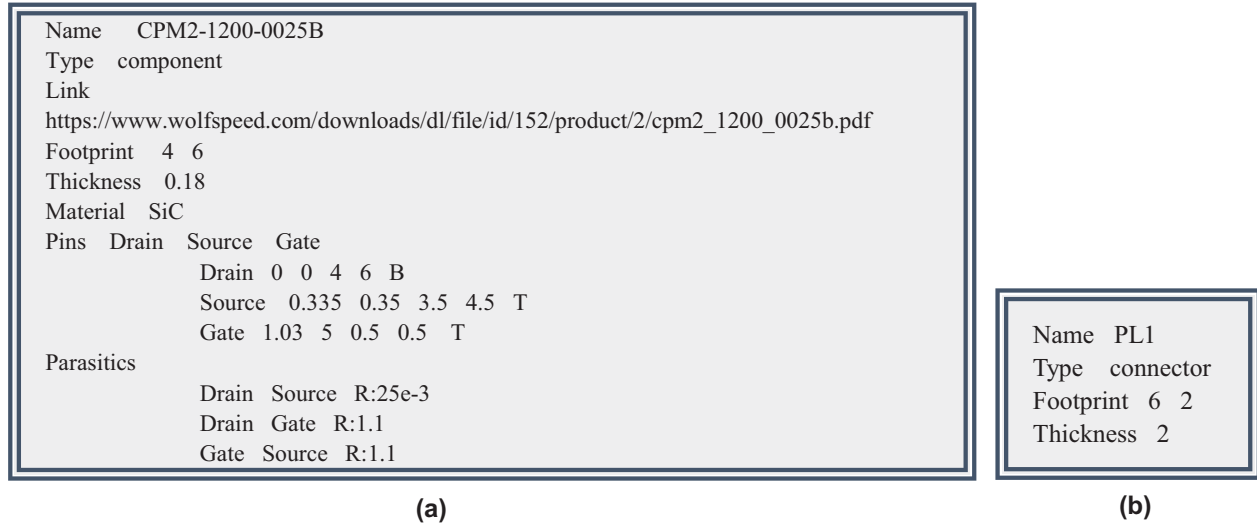 Name CPM2-1200-0025B
Type component
Link
https://www.wolfspeed.com/downloads/dl/file/id/152/product/2/cpm2_1200_0025b.pdf
Footprint 4 6
Thickness 0.18
Material SiC
Pins Drain Source Gate
Drain 0 0 4 6 B
Source 0.335 0.35 3.5 4.5 T
Gate 1.03 5 0.5 0.5 T
Parasitics
Drain Source R:25e-3
Drain Gate R:1.1
Gate Source R:1.1
(a)
Name PL1
Type connector
Footprint 6 2
Thickness 2
(b)